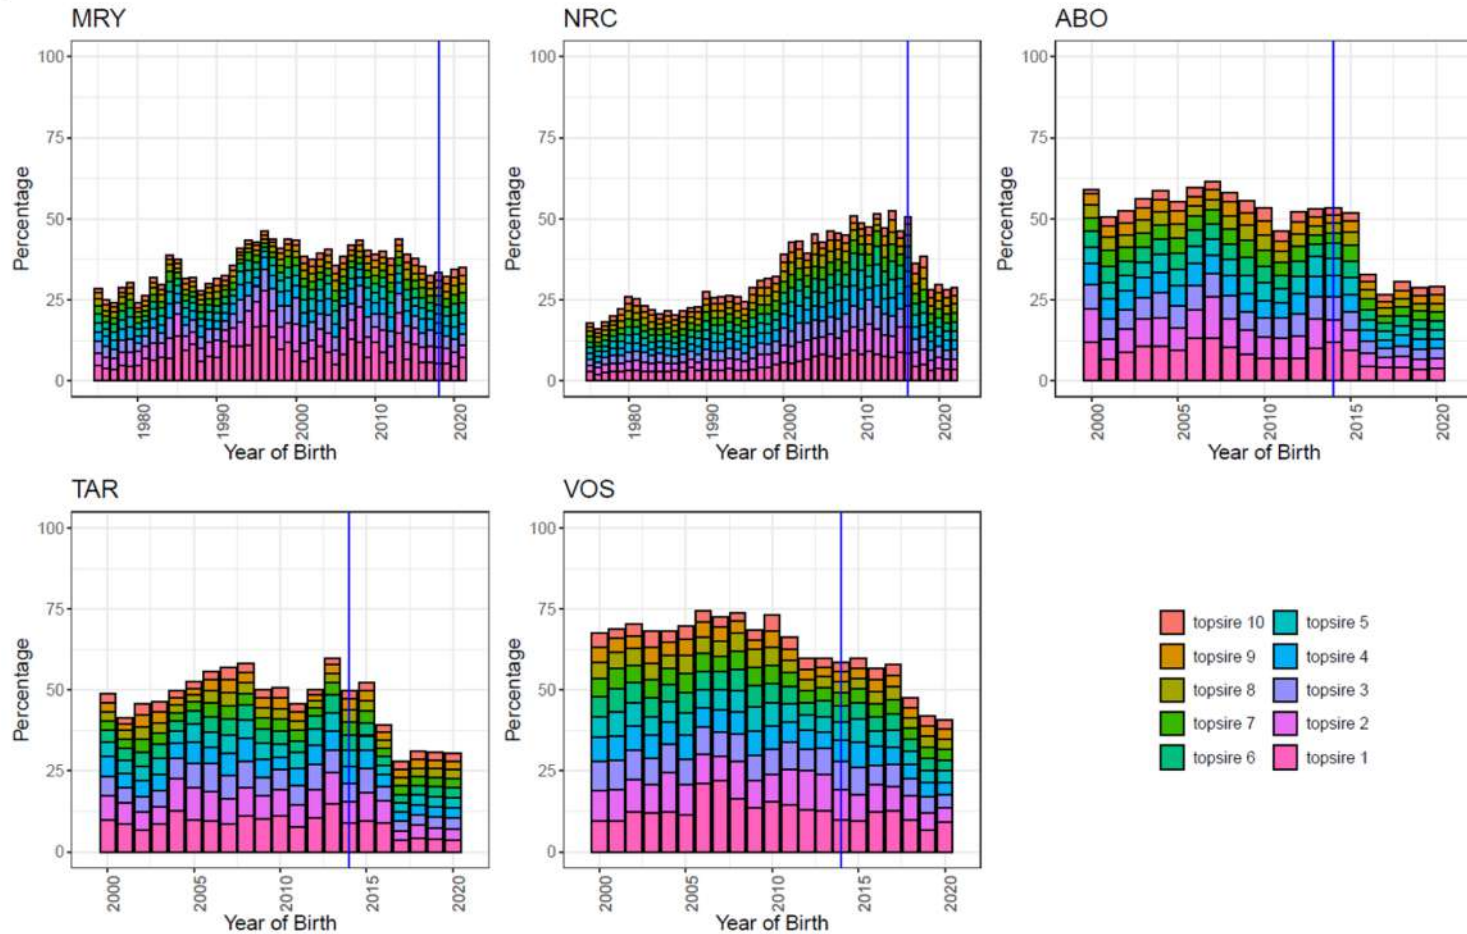 MRY
NRC
ABO
100
75
50
25
0
Percentage
1980
1990
2000
2010
2020
Year of Birth
100
75
50
25
0
Percentage
1980
1990
2000
2010
2020
Year of Birth
100
75
50
25
0
Percentage
2000
2005
2010
2015
2020
Year of Birth
TAR
VOS
100
75
50
25
0
Percentage
2000
2005
2010
2015
2020
Year of Birth
100
75
50
25
0
Percentage
2000
2005
2010
2015
2020
Year of Birth
topsire 10
topsire 9
topsire 8
topsire 7
topsire 6
topsire 5
topsire 4
topsire 3
topsire 2
topsire 1